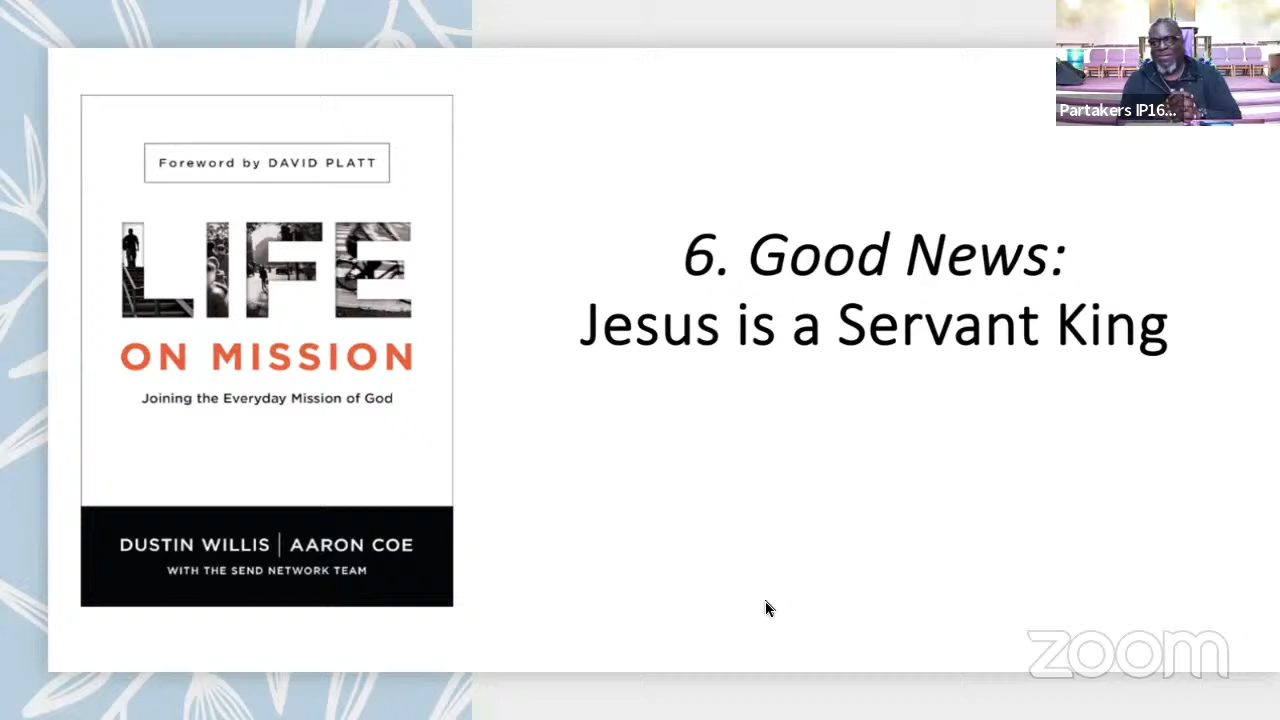 Foreword by DAVID PLATT
LIFE
ON MISSION
Joining the Everyday Mission of God
DUSTIN WILLIS | AARON COE
WITH THE SEND NETWORK TEAM
6. Good News:
Jesus is a Servant King
Partakers IP16...
zoom